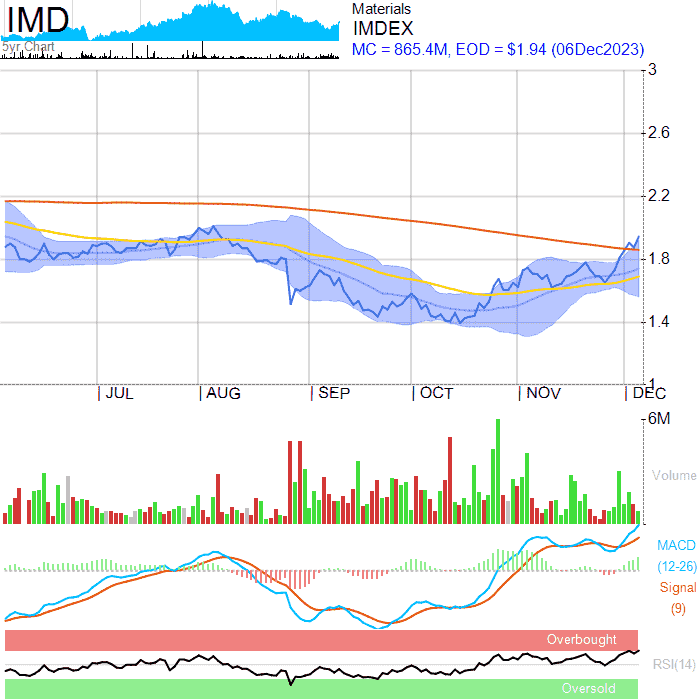 IMD
5yr Chart
Materials
IMDEX
MC = 865.4M, EOD = $1.94 (06Dec2023)
3
2.6
2.2
1.8
1.4
1
JUL AUG SEP OCT NOV DEC
6M
Volume
MACD
(12-26)
Signal
(9)
Overbought
RSI(14)
Oversold